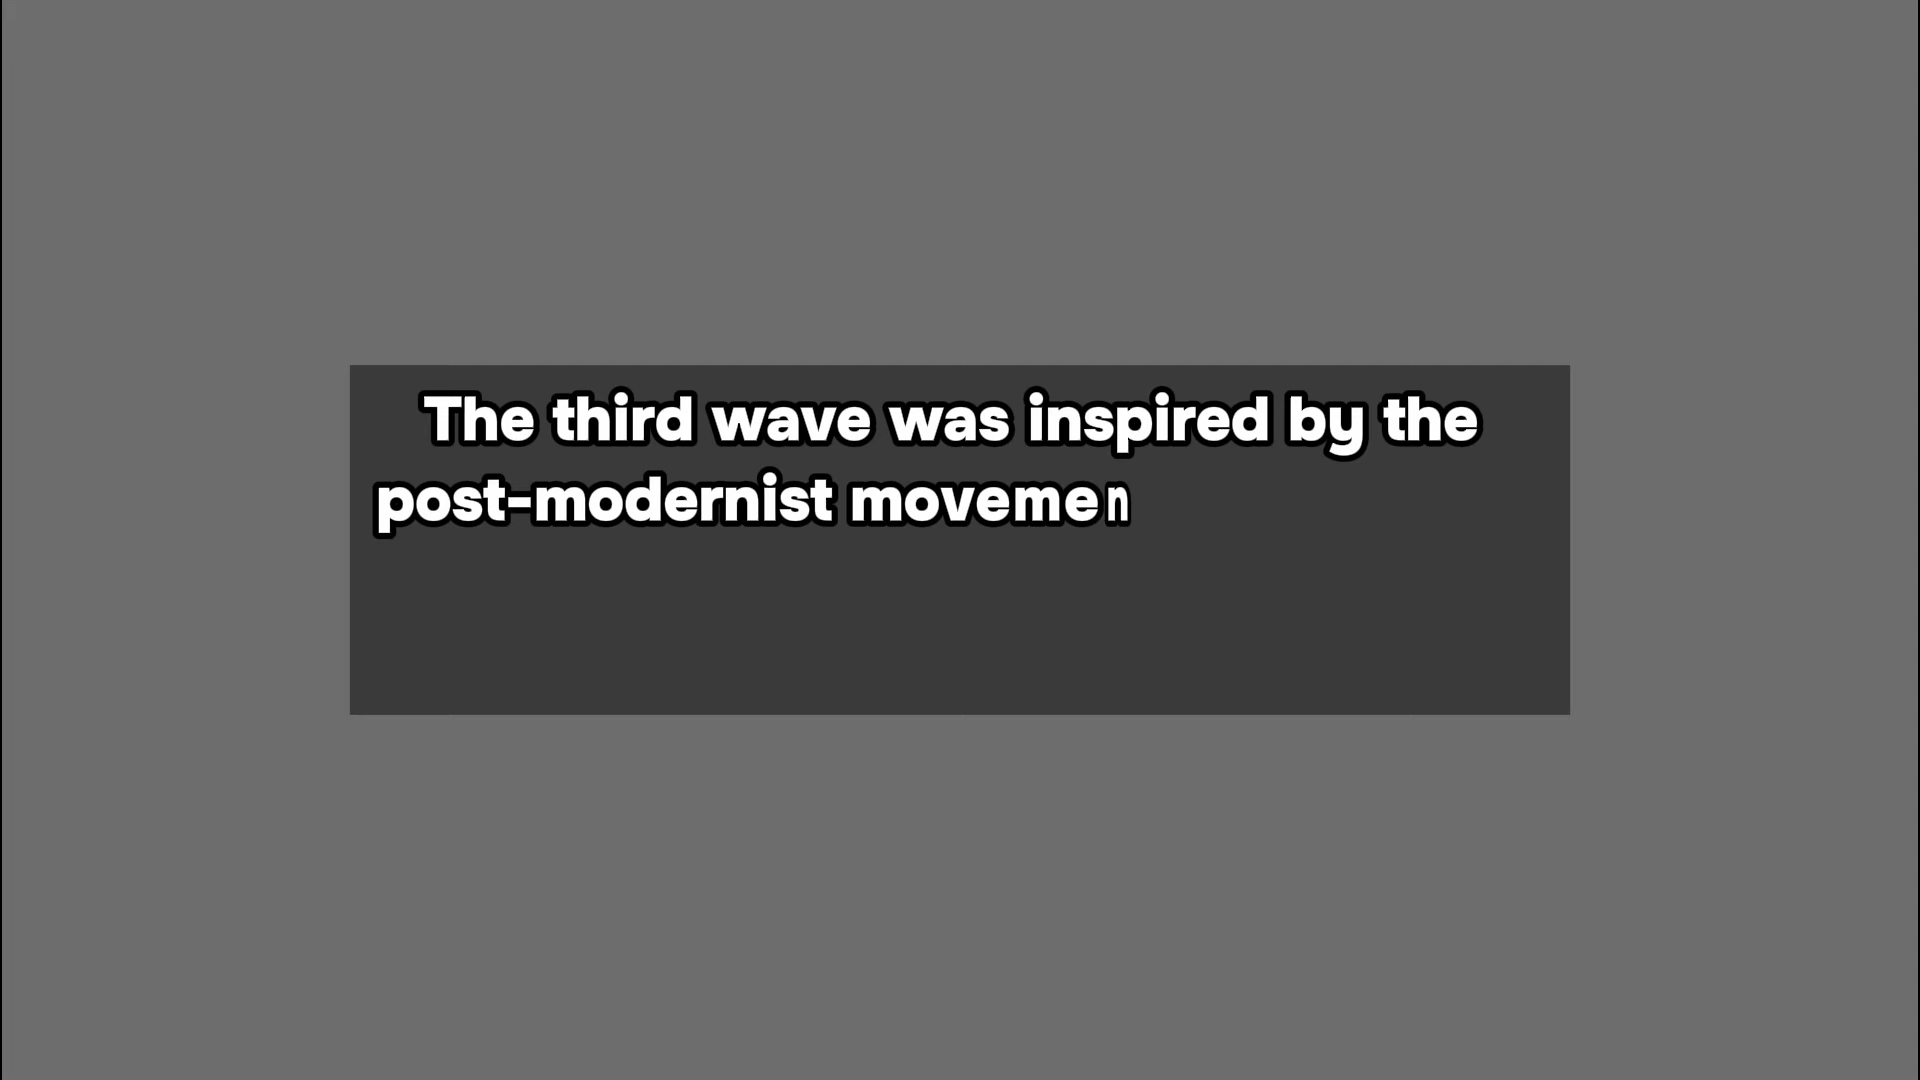 The third wave was inspired by the
post-modernist movemen